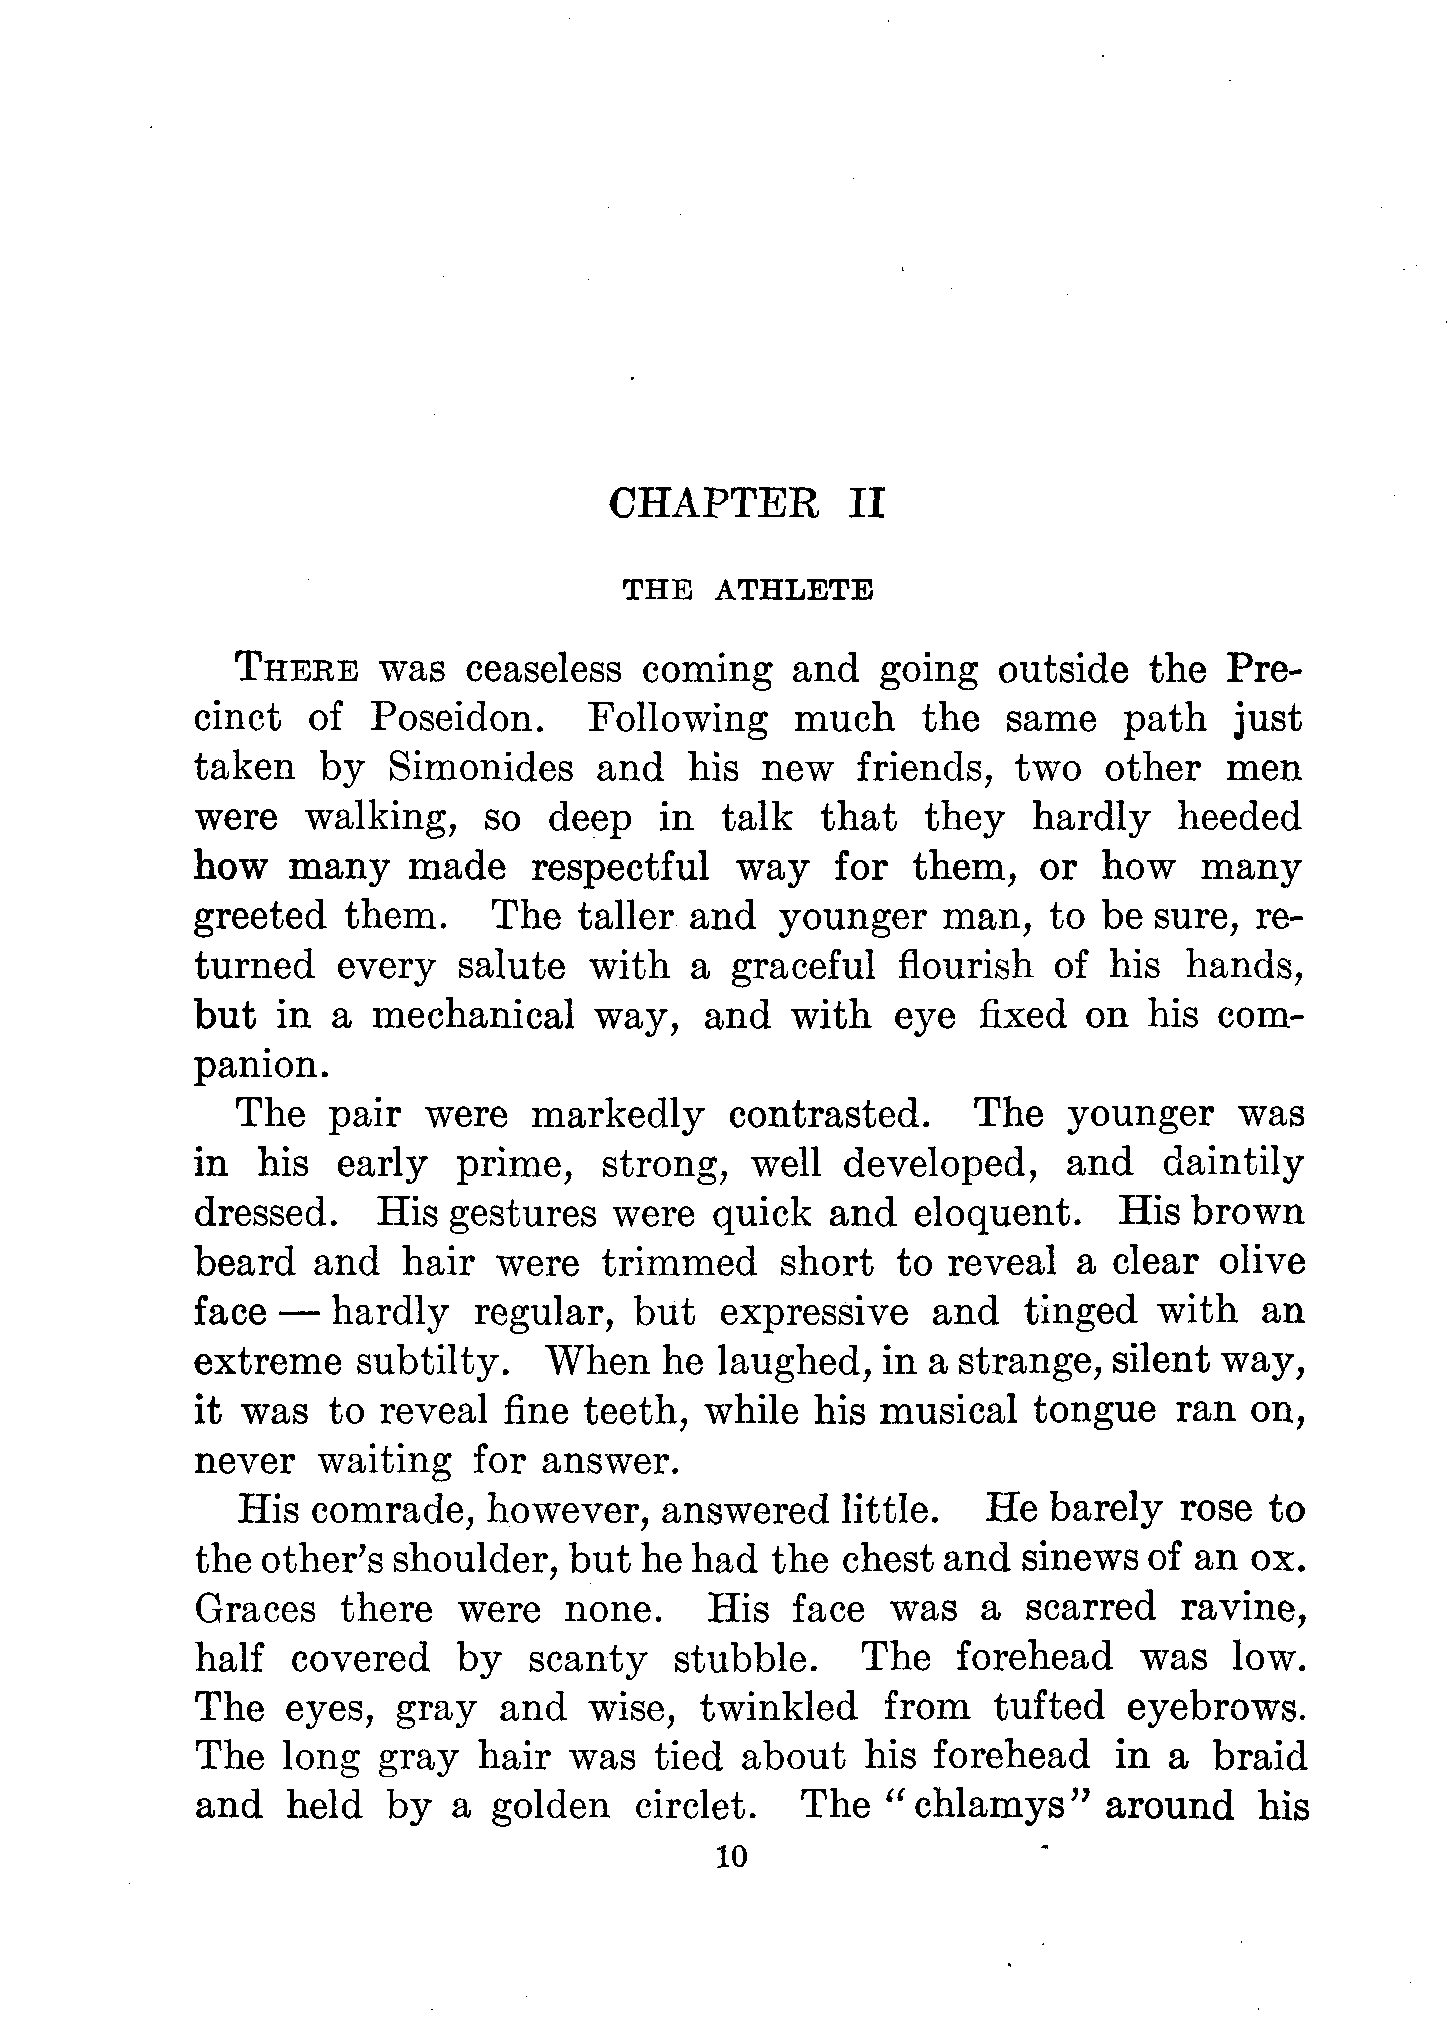 CHAPTER II
THE ATHLETE
THERE was ceaseless coming and going outside the Pre-
cinct of Poseidon. Following much the same path just
taken by Simonides and his new friends, two other men
were walking, so deep in talk that they hardly heeded
how many made respectful way for them, or how many
greeted them. The taller and younger man, to be sure, re-
turned every salute with a graceful flourish of his hands,
but in a mechanical way, and with eye fixed on his com-
panion.
The pair were markedly contrasted. The younger was
in his early prime, strong, well developed, and daintily
dressed. His gestures were quick and eloquent. His brown
beard and hair were trimmed short to reveal a clear olive
face — hardly regular, but expressive and tinged with an
extreme subtilty. When he laughed, in a strange, silent way,
it was to reveal fine teeth, while his musical tongue ran on,
never waiting for answer.
His comrade, however, answered little. He barely rose to
the other's shoulder, but he had the chest and sinews of an ox.
Graces there were none. His face was a scarred ravine,
half covered by scanty stubble. The forehead was low.
The eyes, gray and wise, twinkled from tufted eyebrows.
The long gray hair was tied about his forehead in a braid
and held by a golden circlet. The “chlamys” around his
10